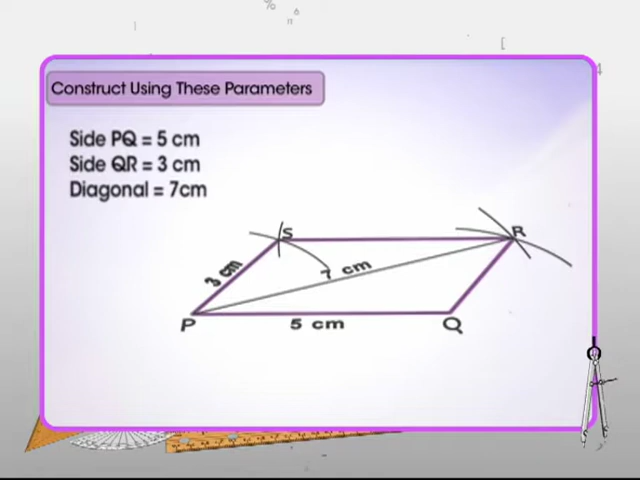 Construct Using These Parameters
Side PQ = 5 cm
Side QR = 3 cm
Diagonal = 7cm
S
R
3 cm
7 cm
P
5 cm
Q